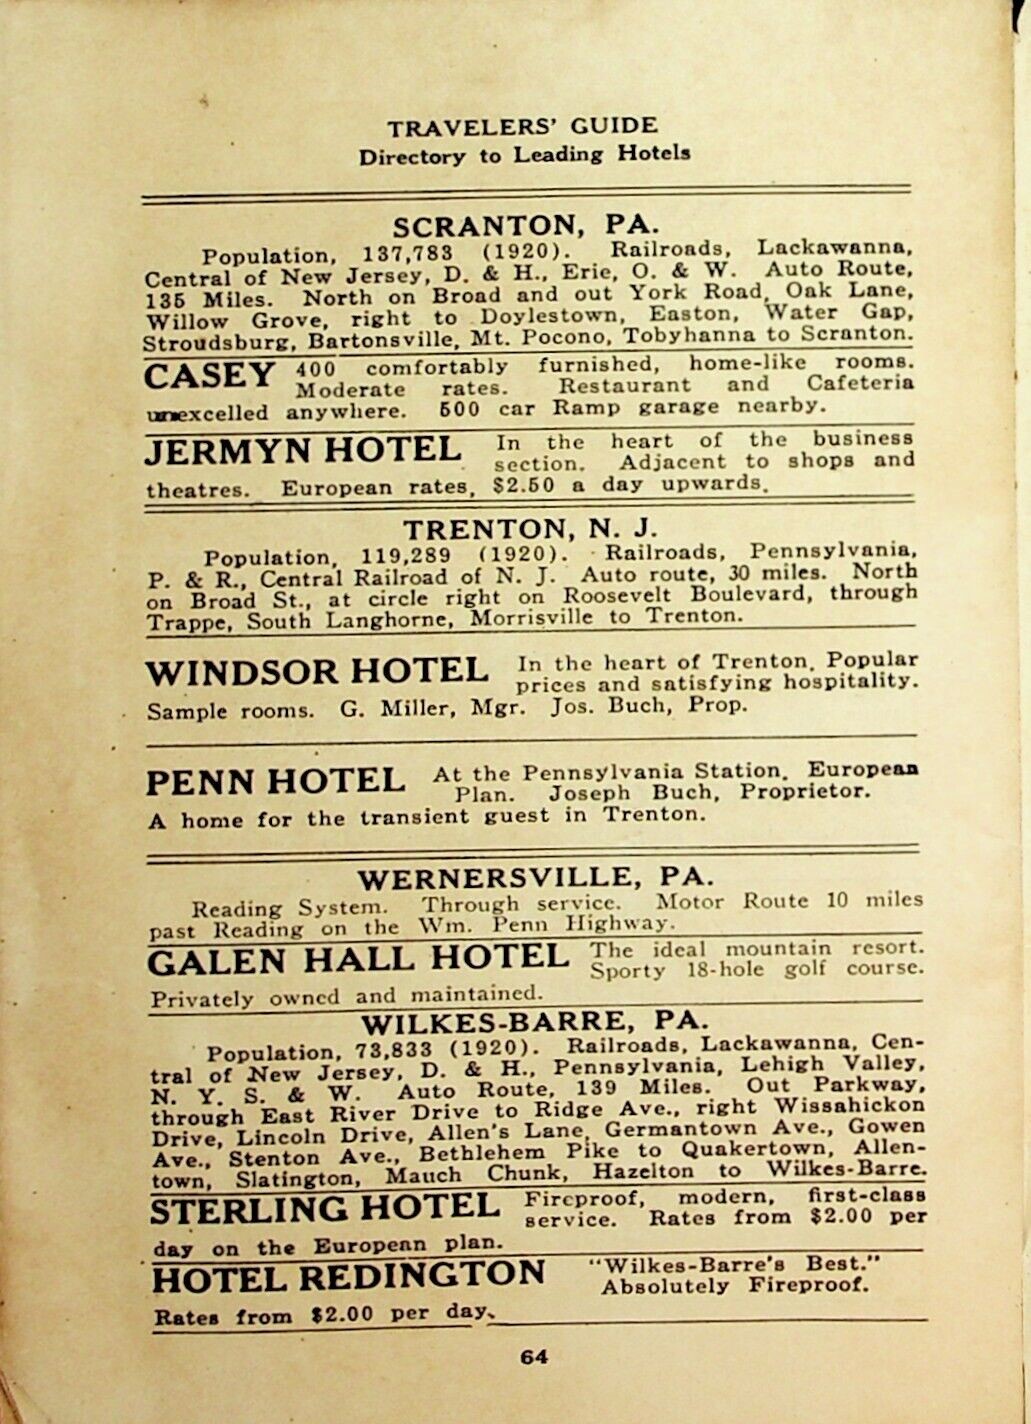 TRAVELERS' GUIDE
Directory to Leading Hotels
SCRANTON, PA.
Population, 137,783 (1920). Railroads, Lackawanna,
Central of New Jersey, D. & H., Erie, O. & W. Auto Route,
135 Miles. North on Broad and out York Road, Oak Lane,
Willow Grove, right to Doylestown, Easton, Water Gap,
Stroudsburg, Bartonsville, Mt. Pocono, Tobyhanna to Scranton.
CASEY 400 comfortably furnished, home-like rooms.
Moderate rates. Restaurant and Cafeteria
unexcelled anywhere. 500 car Ramp garage nearby.
JERMYN HOTEL In the heart of the business
section. Adjacent to shops and
theatres. European rates, $2.50 a day upwards.
TRENTON, N. J.
Population, 119,289 (1920). Railroads, Pennsylvania,
P. & R., Central Railroad of N. J. Auto route, 30 miles. North
on Broad St., at circle right on Roosevelt Boulevard, through
Trappe, South Langhorne, Morrisville to Trenton.
WINDSOR HOTEL In the heart of Trenton. Popular
prices and satisfying hospitality.
Sample rooms. G. Miller, Mgr. Jos. Buch, Prop.
PENN HOTEL At the Pennsylvania Station. European
Plan. Joseph Buch, Proprietor.
A home for the transient guest in Trenton.
WERNERSVILLE, PA.
Reading System. Through service. Motor Route 10 miles
past Reading on the Wm. Penn Highway.
GALEN HALL HOTEL The ideal mountain resort.
Sporty 18-hole golf course.
Privately owned and maintained.
WILKES-BARRE, PA.
Population, 73,833 (1920). Railroads, Lackawanna, Cen-
tral of New Jersey, D. & H., Pennsylvania, Lehigh Valley,
N. Y. S. & W. Auto Route, 139 Miles. Out Parkway,
through East River Drive to Ridge Ave., right Wissahickon
Drive, Lincoln Drive, Allen's Lane, Germantown Ave., Gowen
Ave., Stenton Ave., Bethlehem Pike to Quakertown, Allen-
town, Slatington, Mauch Chunk, Hazelton to Wilkes-Barre.
STERLING HOTEL Fireproof, modern, first-class
service. Rates from $2.00 per
day on the European plan.
HOTEL REDINGTON "Wilkes-Barre's Best."
Absolutely Fireproof.
Rates from $2.00 per day.
64